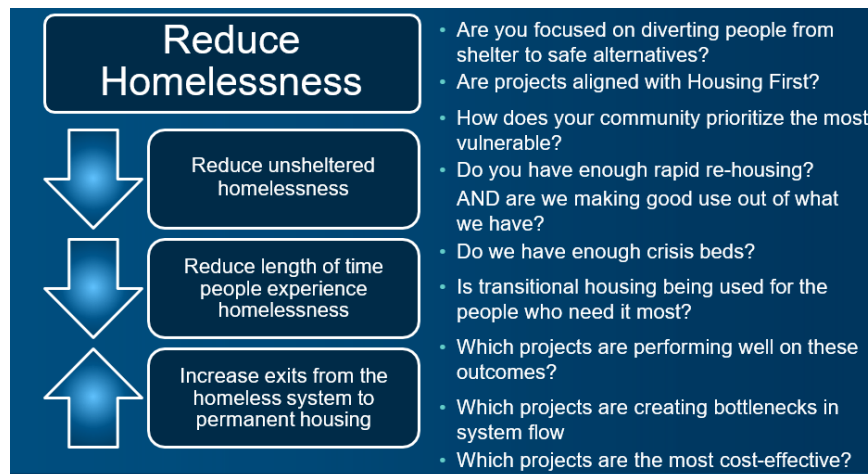 Reduce
Homelessness
Reduce unsheltered
homelessness
Reduce length of time
people experience
homelessness
Increase exits from the
homeless system to
permanent housing
• Are you focused on diverting people from
shelter to safe alternatives?
• Are projects aligned with Housing First?
• How does your community prioritize the most
vulnerable?
• Do you have enough rapid re-housing?
AND are we making good use out of what
we have?
• Do we have enough crisis beds?
• Is transitional housing being used for the
people who need it most?
• Which projects are performing well on these
outcomes?
• Which projects are creating bottlenecks in
system flow
• Which projects are the most cost-effective?